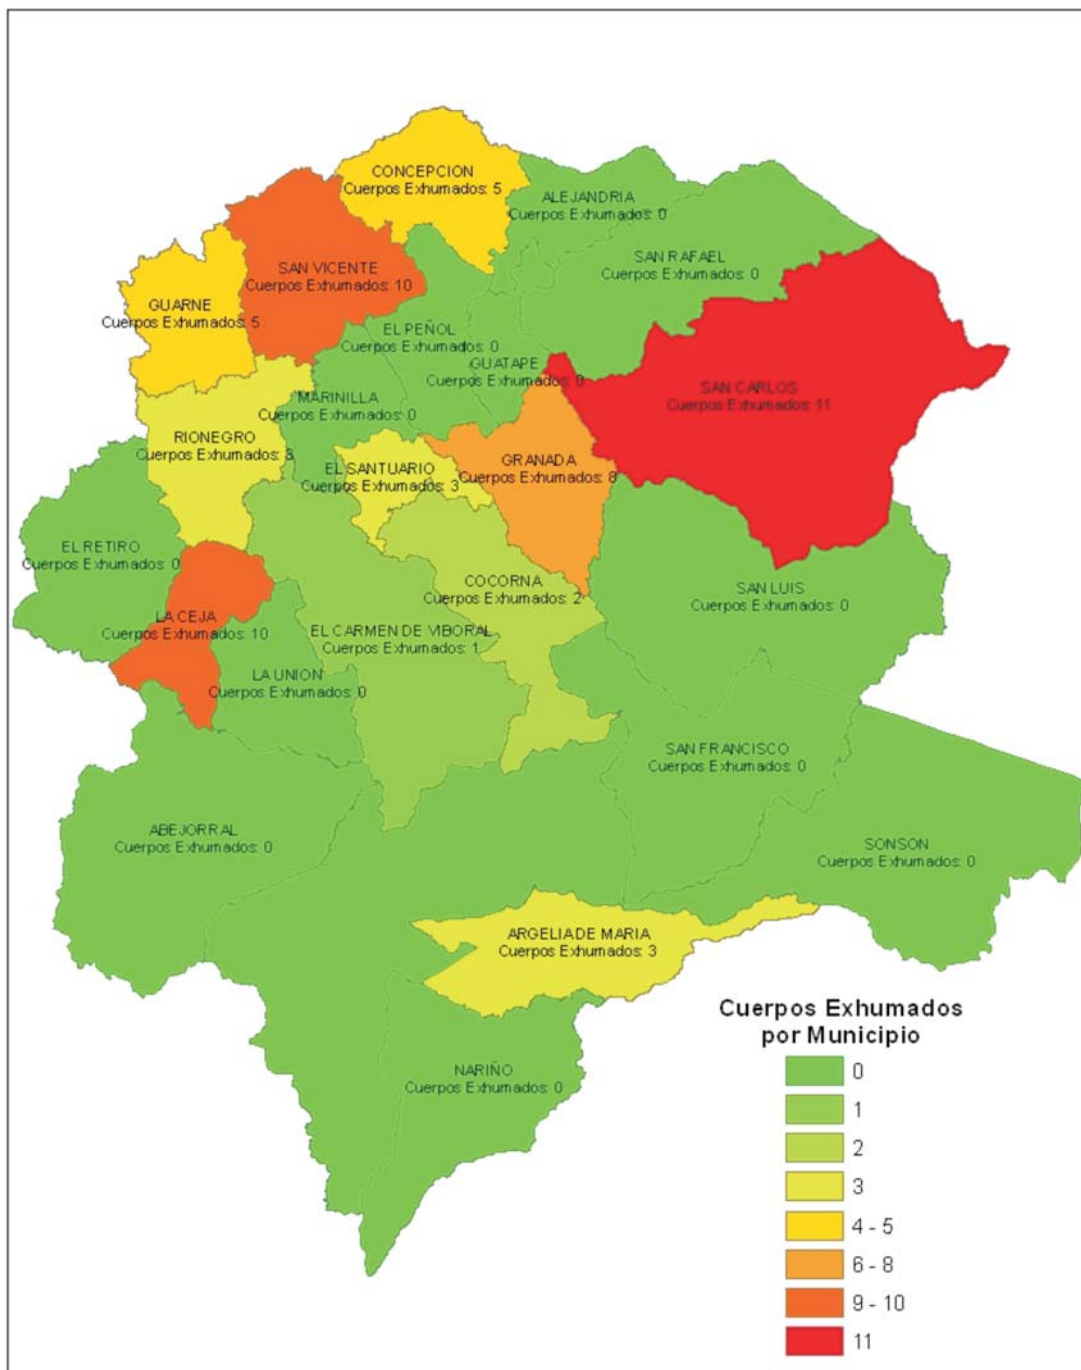 CONCEPCION
Cuerpos Exhumados: 5
ALEJANDRIA
Cuerpos Exhumados: 0
SAN RAFAEL
Cuerpos Exhumados: 0
SAN VICENTE
Cuerpos Exhumados: 10
GUARNE
Cuerpos Exhumados: 5
EL PEÑOL
Cuerpos Exhumados: 0
GUATAPE
Cuerpos Exhumados: 0
SAN CARLOS
Cuerpos Exhumados: 11
MARINILLA
Cuerpos Exhumados: 0
RIONEGRO
Cuerpos Exhumados: 3
EL SANTUARIO
Cuerpos Exhumados: 3
GRANADA
Cuerpos Exhumados: 8
EL RETIRO
Cuerpos Exhumados: 0
COCORNA
Cuerpos Exhumados: 2
SAN LUIS
Cuerpos Exhumados: 0
LA CEJA
Cuerpos Exhumados: 10
EL CARMEN DE VIBORAL
Cuerpos Exhumados: 1
LA UNION
Cuerpos Exhumados: 0
SAN FRANCISCO
Cuerpos Exhumados: 0
ABEJORRAL
Cuerpos Exhumados: 0
SONSON
Cuerpos Exhumados: 0
ARGELIA DE MARIA
Cuerpos Exhumados: 3
NARIÑO
Cuerpos Exhumados: 0
Cuerpos Exhumados
por Municipio
0
1
2
3
4 - 5
6 - 8
9 - 10
11